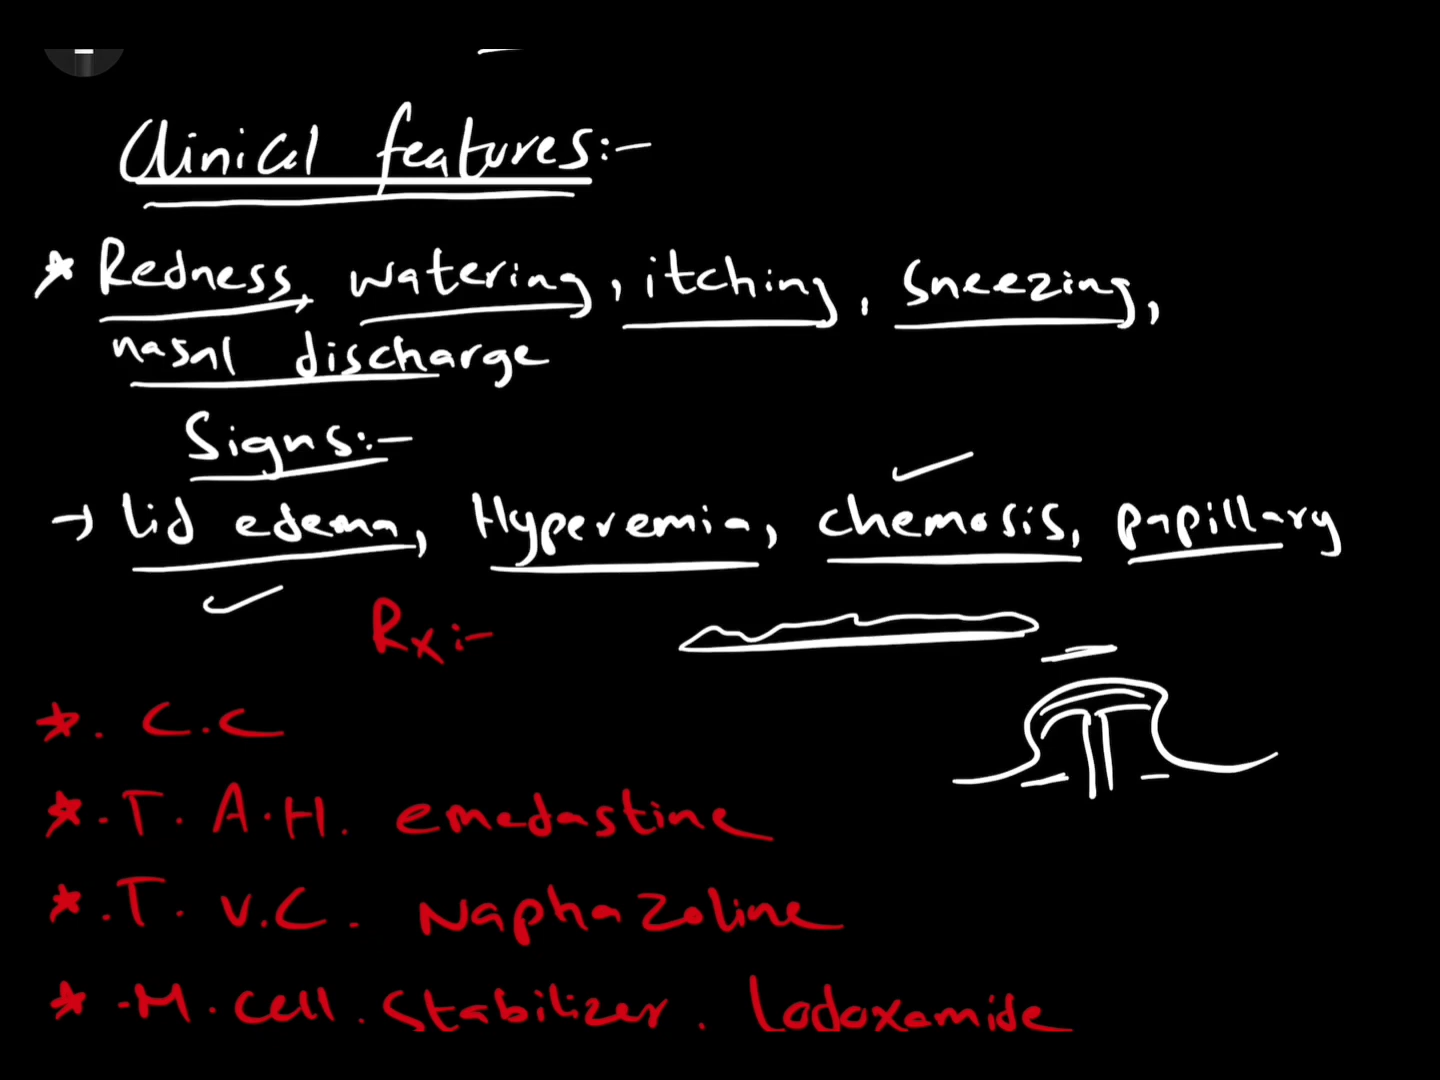 Clinical features:-
* Redness, watering, itching, sneezing,
nasal discharge
Signs:-
→ lid edema, Hyperemia, chemosis, papillary
Rx:-
*. C.C
*. T. A.H. emedastine
*. T. V.C. Naphazoline
* -M.cell.stabilizer. lodoxamide